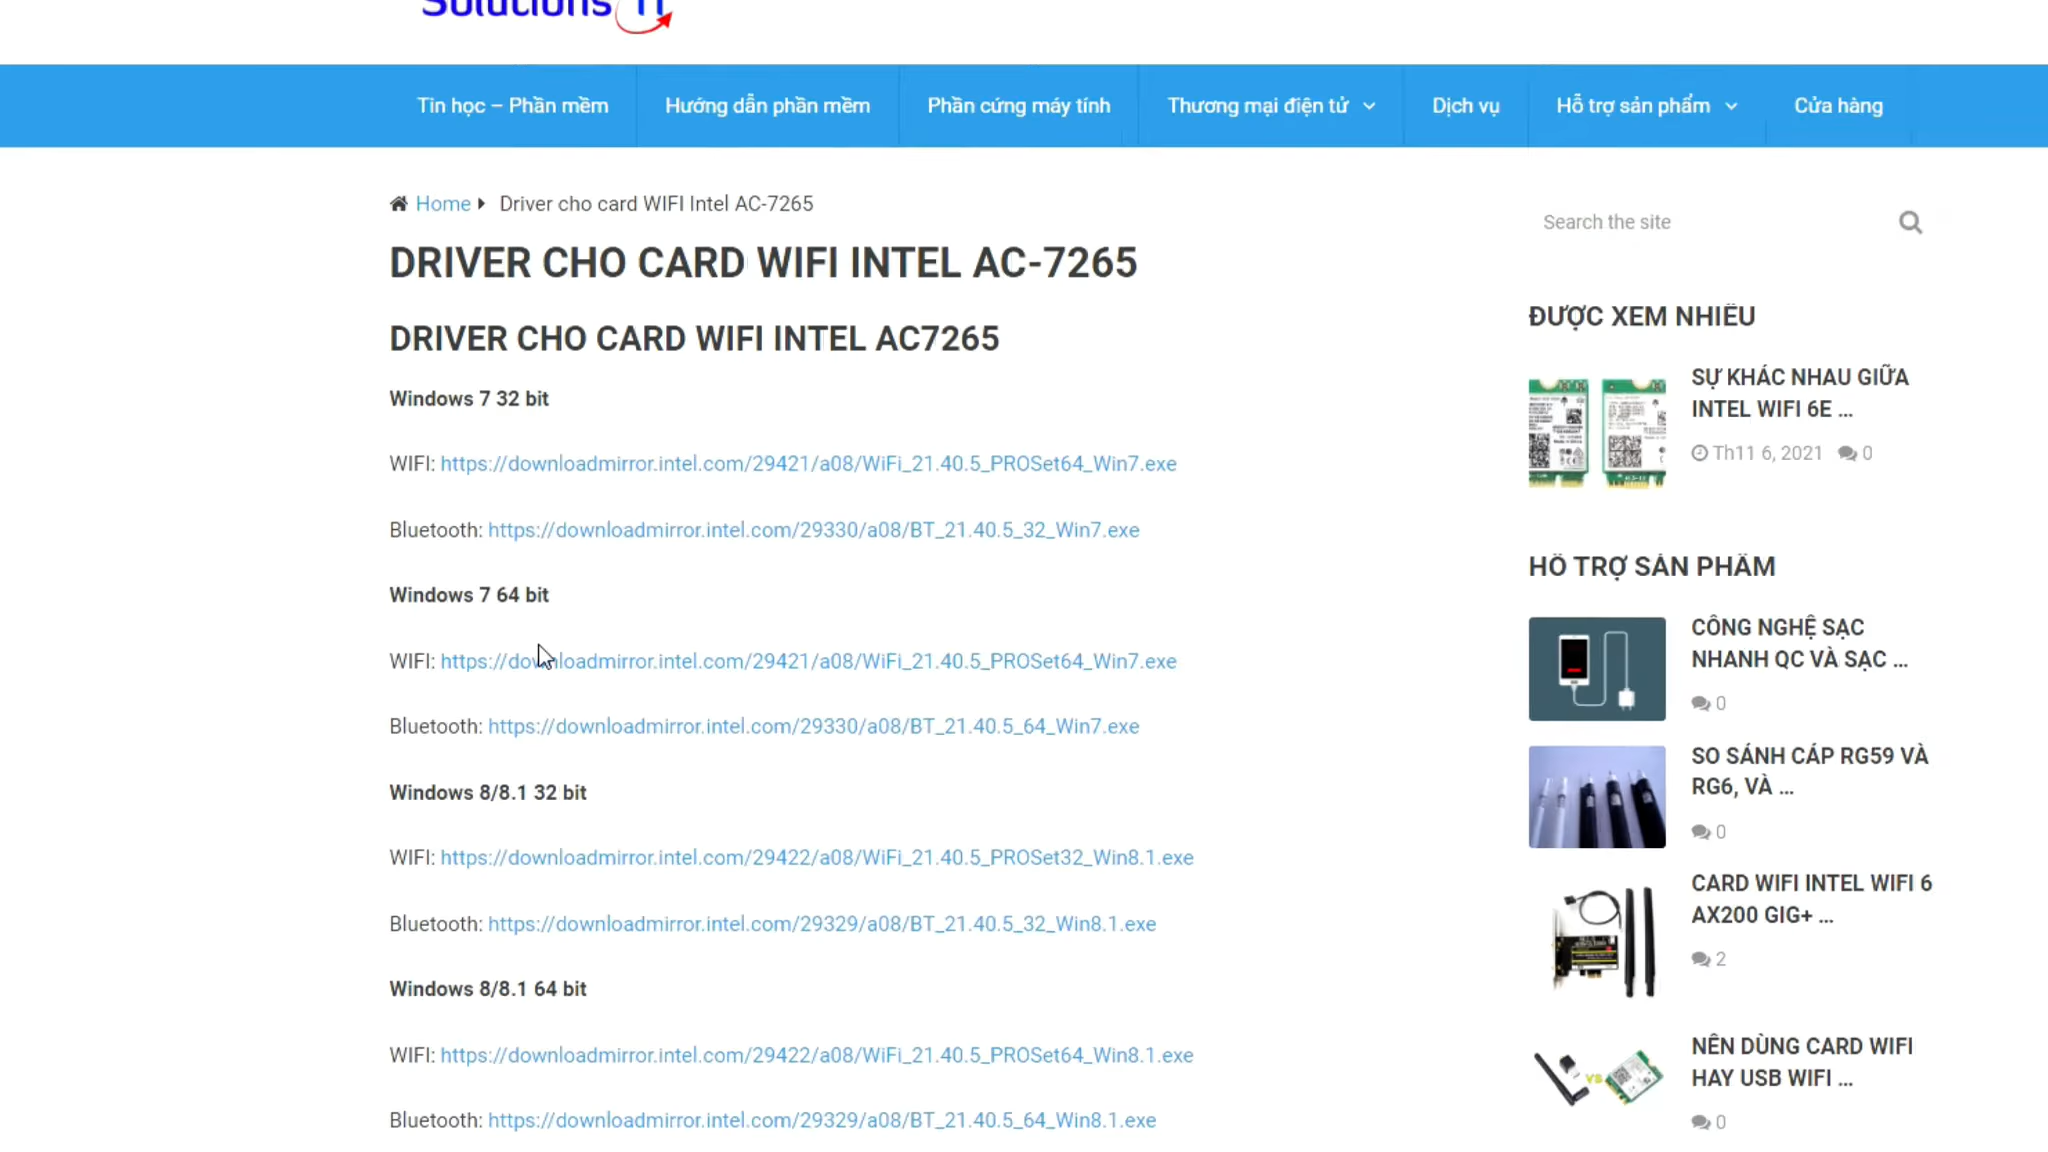 Solutions IT
Tin học – Phần mềm
Hướng dẫn phần mềm
Phần cứng máy tính
Thương mại điện tử
Dịch vụ
Hỗ trợ sản phẩm
Cửa hàng
Home
Driver cho card WIFI Intel AC-7265
DRIVER CHO CARD WIFI INTEL AC-7265
DRIVER CHO CARD WIFI INTEL AC7265
Windows 7 32 bit
WIFI: https://downloadmirror.intel.com/29421/a08/WiFi_21.40.5_PROSet64_Win7.exe
Bluetooth: https://downloadmirror.intel.com/29330/a08/BT_21.40.5_32_Win7.exe
Windows 7 64 bit
WIFI: https://downloadmirror.intel.com/29421/a08/WiFi_21.40.5_PROSet64_Win7.exe
Bluetooth: https://downloadmirror.intel.com/29330/a08/BT_21.40.5_64_Win7.exe
Windows 8/8.1 32 bit
WIFI: https://downloadmirror.intel.com/29422/a08/WiFi_21.40.5_PROSet32_Win8.1.exe
Bluetooth: https://downloadmirror.intel.com/29329/a08/BT_21.40.5_32_Win8.1.exe
Windows 8/8.1 64 bit
WIFI: https://downloadmirror.intel.com/29422/a08/WiFi_21.40.5_PROSet64_Win8.1.exe
Bluetooth: https://downloadmirror.intel.com/29329/a08/BT_21.40.5_64_Win8.1.exe
Search the site
ĐƯỢC XEM NHIỀU
SỰ KHÁC NHAU GIỮA
INTEL WIFI 6E ...
Th11 6, 2021 0
HỖ TRỢ SẢN PHẨM
CÔNG NGHỆ SẠC
NHANH QC VÀ SẠC ...
0
SO SÁNH CÁP RG59 VÀ
RG6, VÀ ...
0
CARD WIFI INTEL WIFI 6
AX200 GIG+ ...
2
VS
NÊN DÙNG CARD WIFI
HAY USB WIFI ...
0